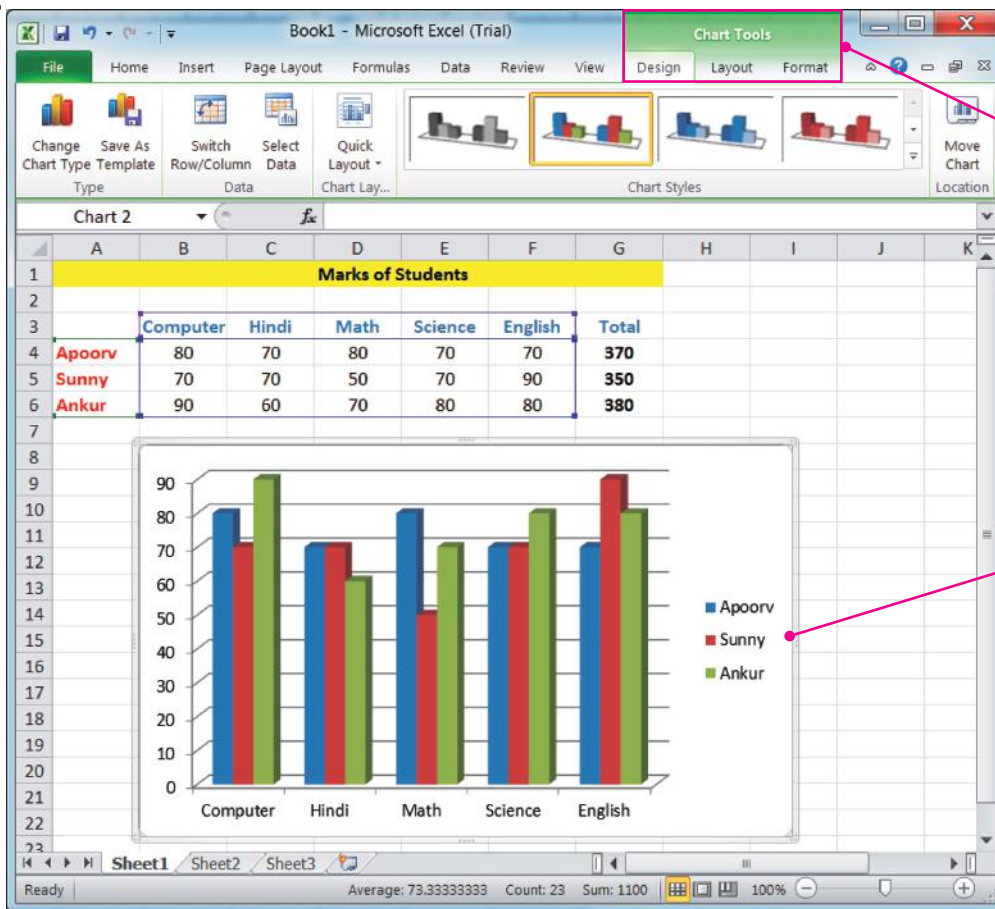 Book1 - Microsoft Excel (Trial)
Chart Tools
File Home Insert Page Layout Formulas Data Review View Design Layout Format
Change Chart Type
Save As Template
Switch Row/Column
Select Data
Quick Layout
Move Chart
Type Data Chart Lay... Chart Styles Location
Chart 2 fx
A B C D E F G H I J K
1 Marks of Students
2
3 Computer Hindi Math Science English Total
4 Apoorv 80 70 80 70 70 370
5 Sunny 70 70 50 70 90 350
6 Ankur 90 60 70 80 80 380
7
8
9
10
11
12
13
14
15
16
17
18
19
20
21
22
23
90
80
70
60
50
40
30
20
10
0
Computer Hindi Math Science English
Apoorv
Sunny
Ankur
Sheet1 Sheet2 Sheet3
Ready Average: 73.33333333 Count: 23 Sum: 1100 100%